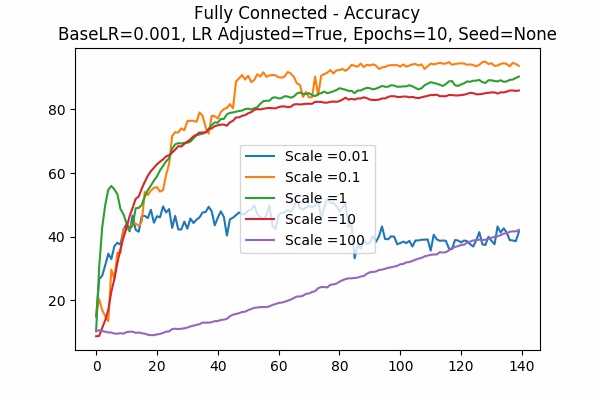 Fully Connected - Accuracy
BaseLR=0.001, LR Adjusted=True, Epochs=10, Seed=None
80
60
40
20
Scale =0.01
Scale =0.1
Scale =1
Scale =10
Scale =100
0 20 40 60 80 100 120 140